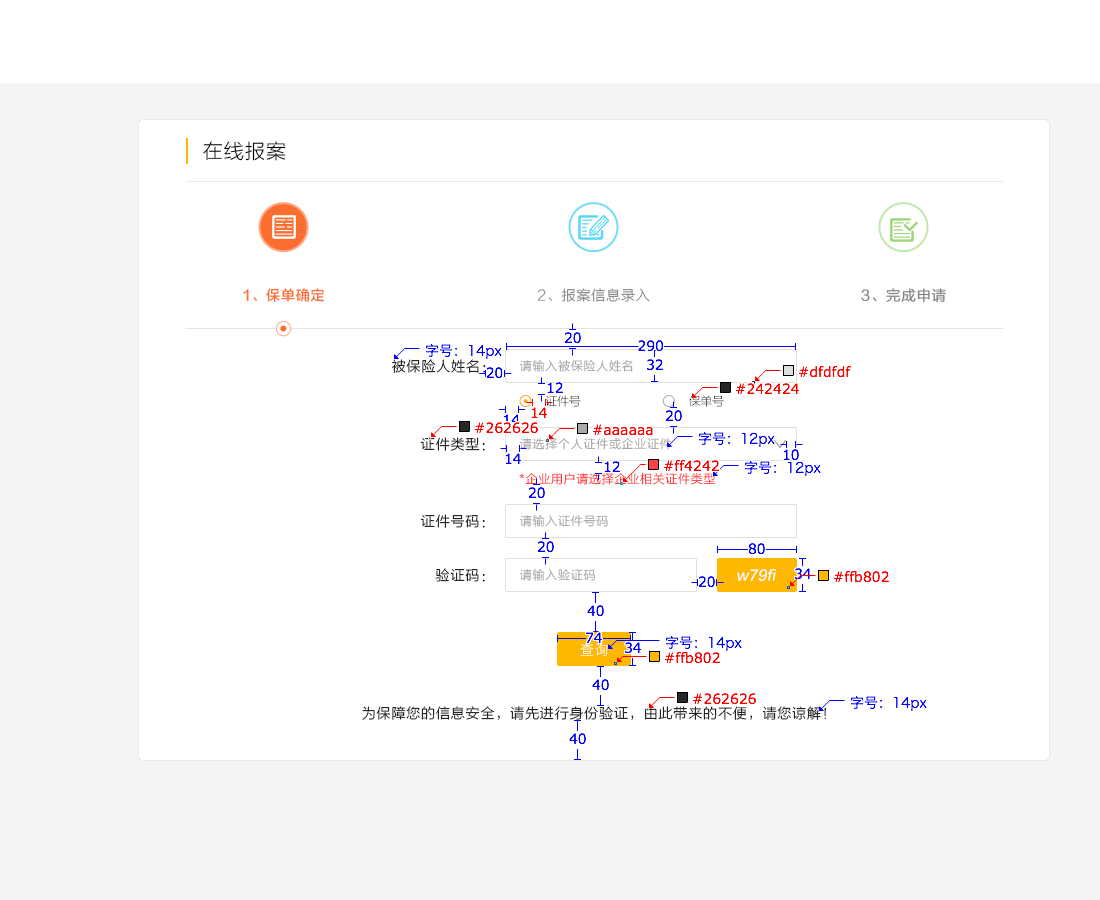 在线报案
1、保单确定
2、报案信息录入
3、完成申请
20
字号：14px
290
被保险人姓名：
20
请输入被保险人姓名
32
#dfdfdf
12
#242424
证件号
保单号
14
14
20
#262626
#aaaaaa
字号：12px
证件类型：
请选择个人证件或企业证件
10
14
12
#ff4242
字号：12px
*企业用户请选择企业相关证件类型
20
证件号码：
请输入证件号码
20
80
验证码：
请输入验证码
20
w79fi
34
#ffb802
40
74
查询
34
字号：14px
#ffb802
40
#262626
字号：14px
为保障您的信息安全，请先进行身份验证，由此带来的不便，请您谅解！
40